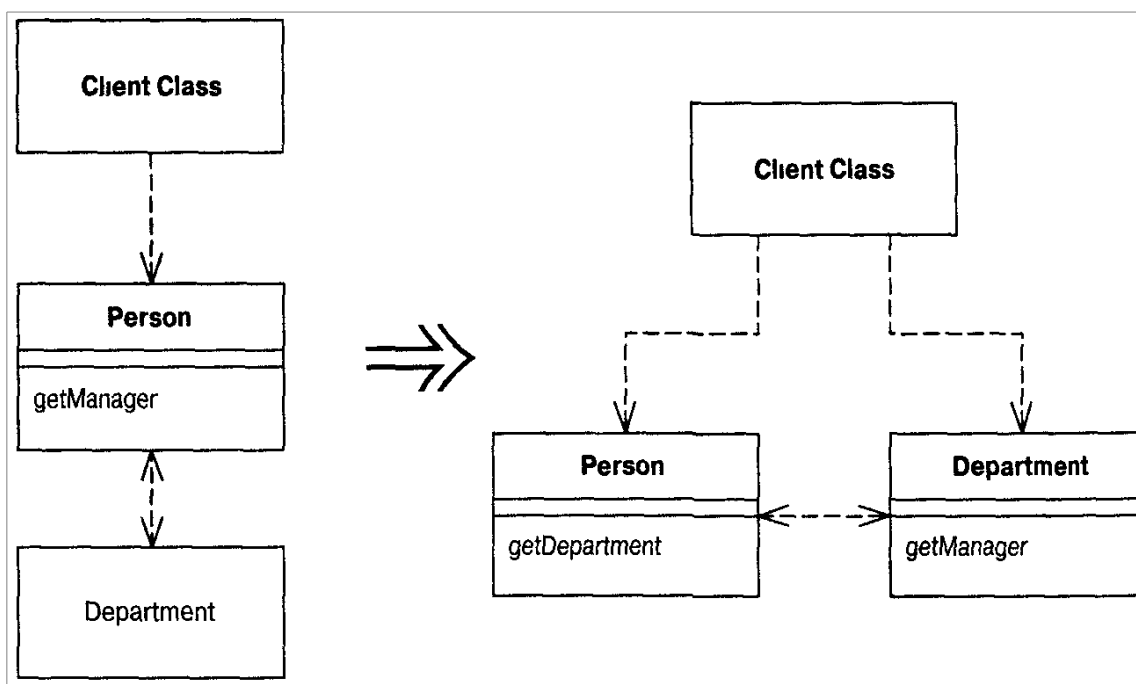 Client Class
Person
getManager
Department
Client Class
Person
getDepartment
Department
getManager